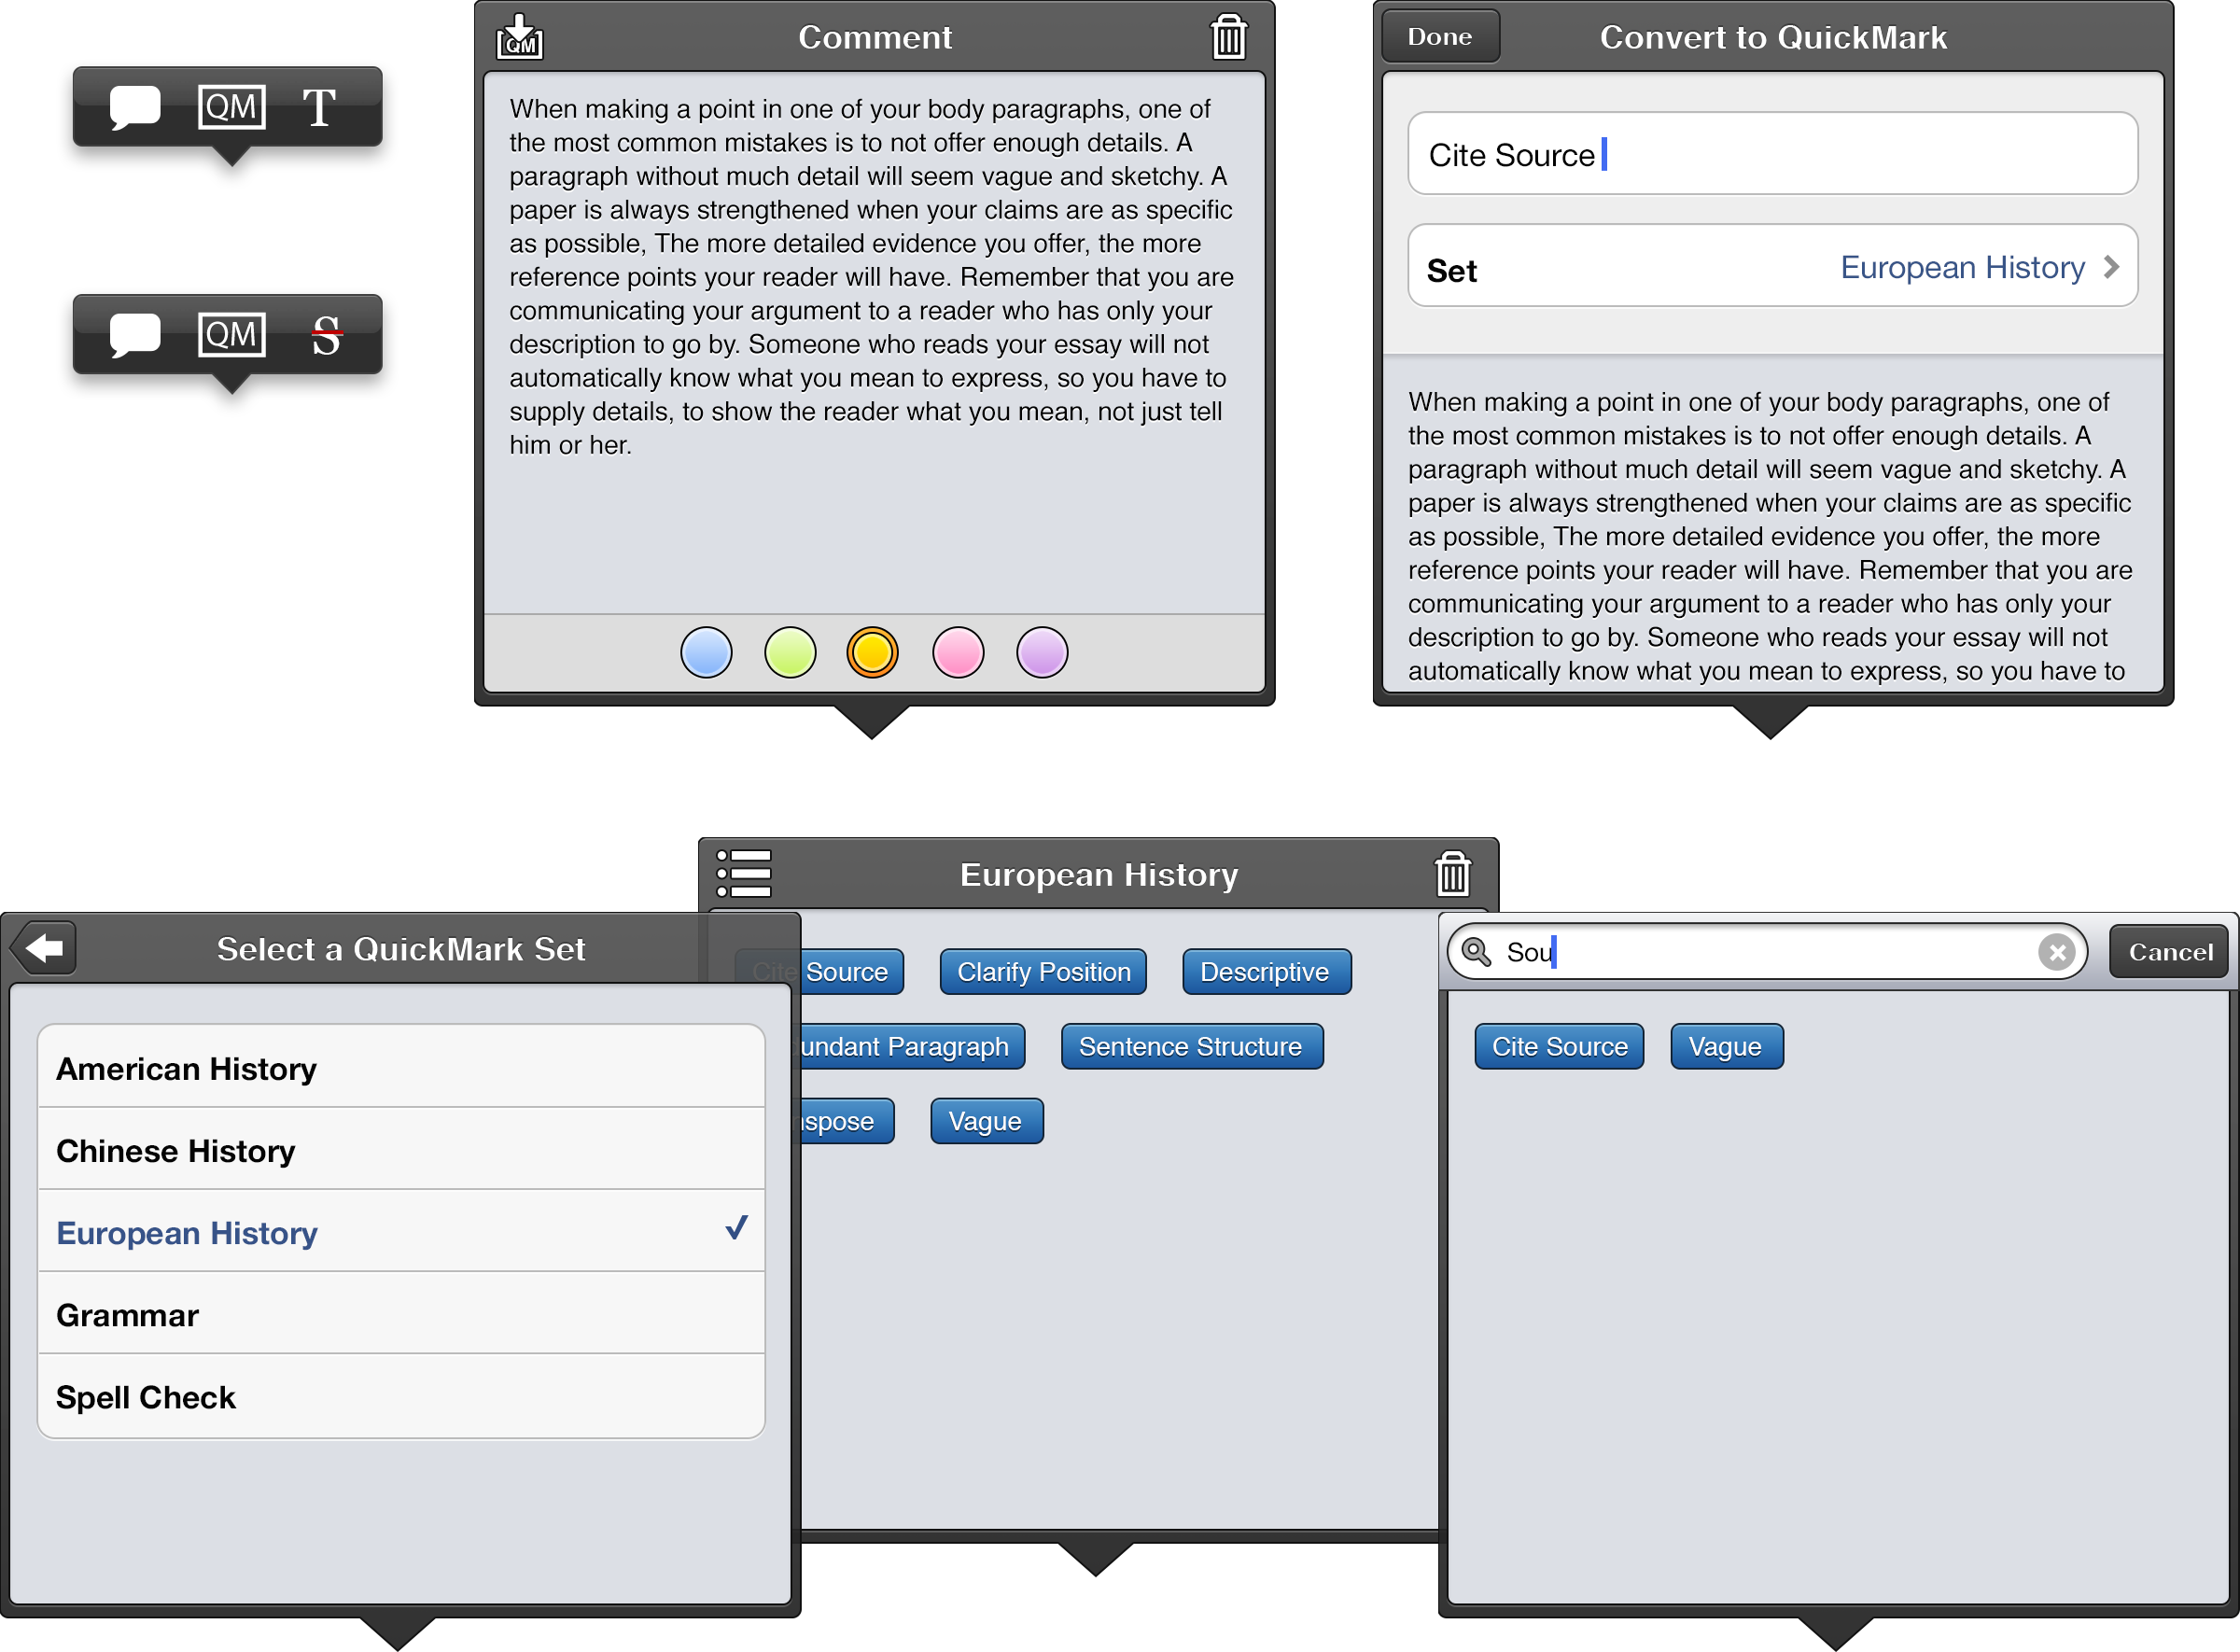 QM T
QM S
QM Comment
When making a point in one of your body paragraphs, one of
the most common mistakes is to not offer enough details. A
paragraph without much detail will seem vague and sketchy. A
paper is always strengthened when your claims are as specific
as possible, The more detailed evidence you offer, the more
reference points your reader will have. Remember that you are
communicating your argument to a reader who has only your
description to go by. Someone who reads your essay will not
automatically know what you mean to express, so you have to
supply details, to show the reader what you mean, not just tell
him or her.
Done Convert to QuickMark
Cite Source
Set European History
When making a point in one of your body paragraphs, one of
the most common mistakes is to not offer enough details. A
paragraph without much detail will seem vague and sketchy. A
paper is always strengthened when your claims are as specific
as possible, The more detailed evidence you offer, the more
reference points your reader will have. Remember that you are
communicating your argument to a reader who has only your
description to go by. Someone who reads your essay will not
automatically know what you mean to express, so you have to
Select a QuickMark Set
American History
Chinese History
European History
Grammar
Spell Check
European History
Cite Source Clarify Position Descriptive
undant Paragraph Sentence Structure
nspose Vague
Sou Cancel
Cite Source Vague